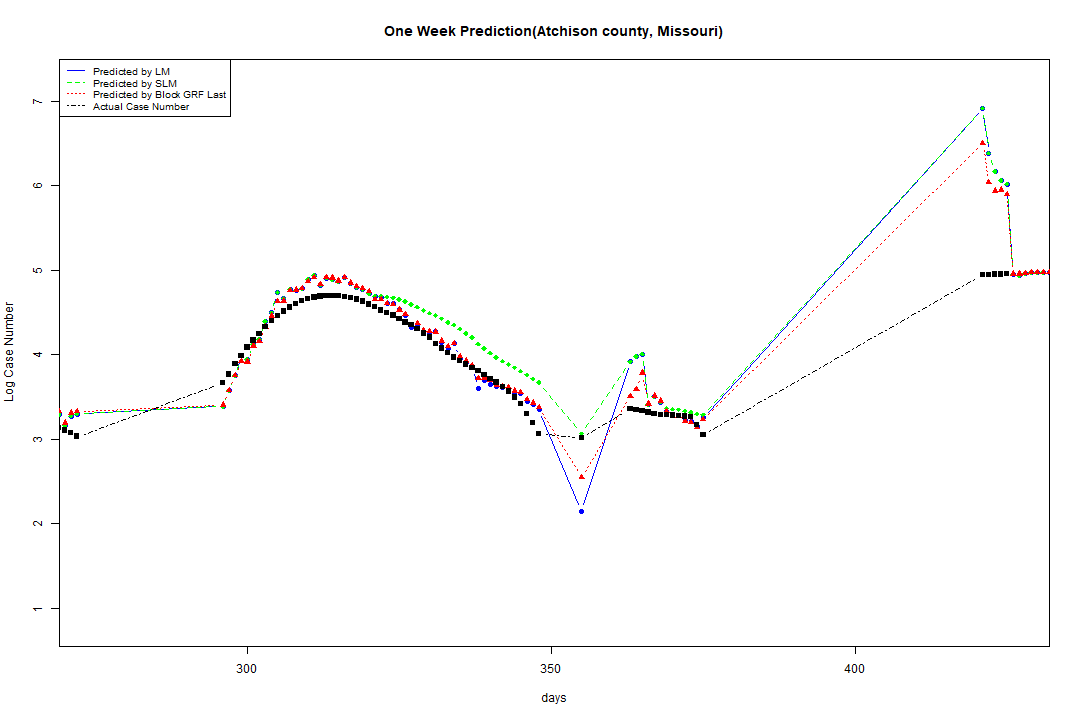 One Week Prediction(Atchison county, Missouri)
Predicted by LM
Predicted by SLM
Predicted by Block GRF Last
Actual Case Number
7
6
5
4
3
2
1
Log Case Number
300 350 400
days